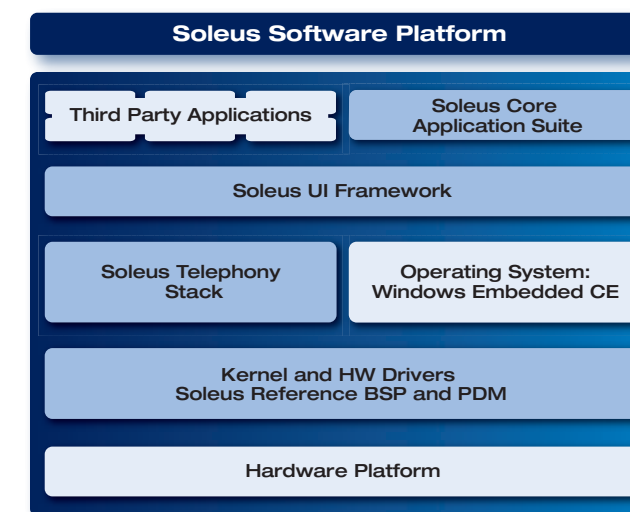 Soleus Software Platform
Third Party Applications
Soleus Core
Application Suite
Soleus UI Framework
Soleus Telephony
Stack
Operating System:
Windows Embedded CE
Kernel and HW Drivers
Soleus Reference BSP and PDM
Hardware Platform